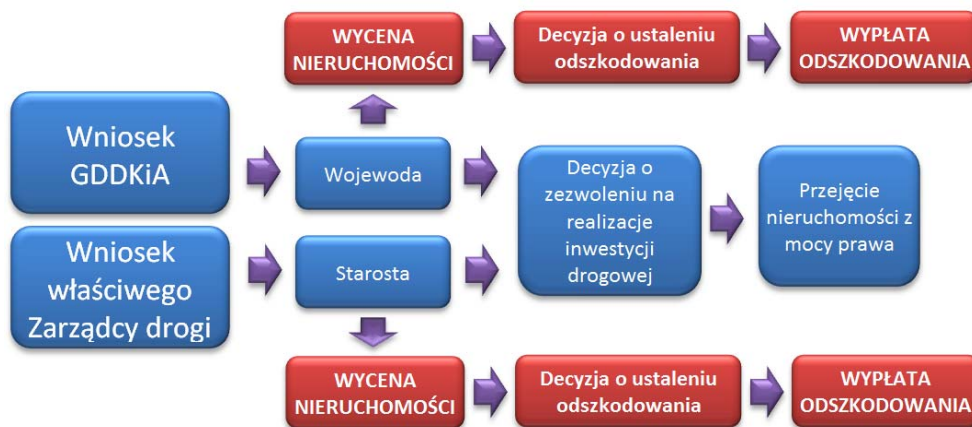 WYCENA
NIERUCHOMOŚCI
Decyzja o ustaleniu
odszkodowania
WYPŁATA
ODSZKODOWANIA
Wniosek
GDDKiA
Wojewoda
Decyzja o
zezwoleniu na
realizacje
inwestycji
drogowej
Przejęcie
nieruchomości z
mocy prawa
Wniosek
właściwego
Zarządcy drogi
Starosta
WYCENA
NIERUCHOMOŚCI
Decyzja o ustaleniu
odszkodowania
WYPŁATA
ODSZKODOWANIA